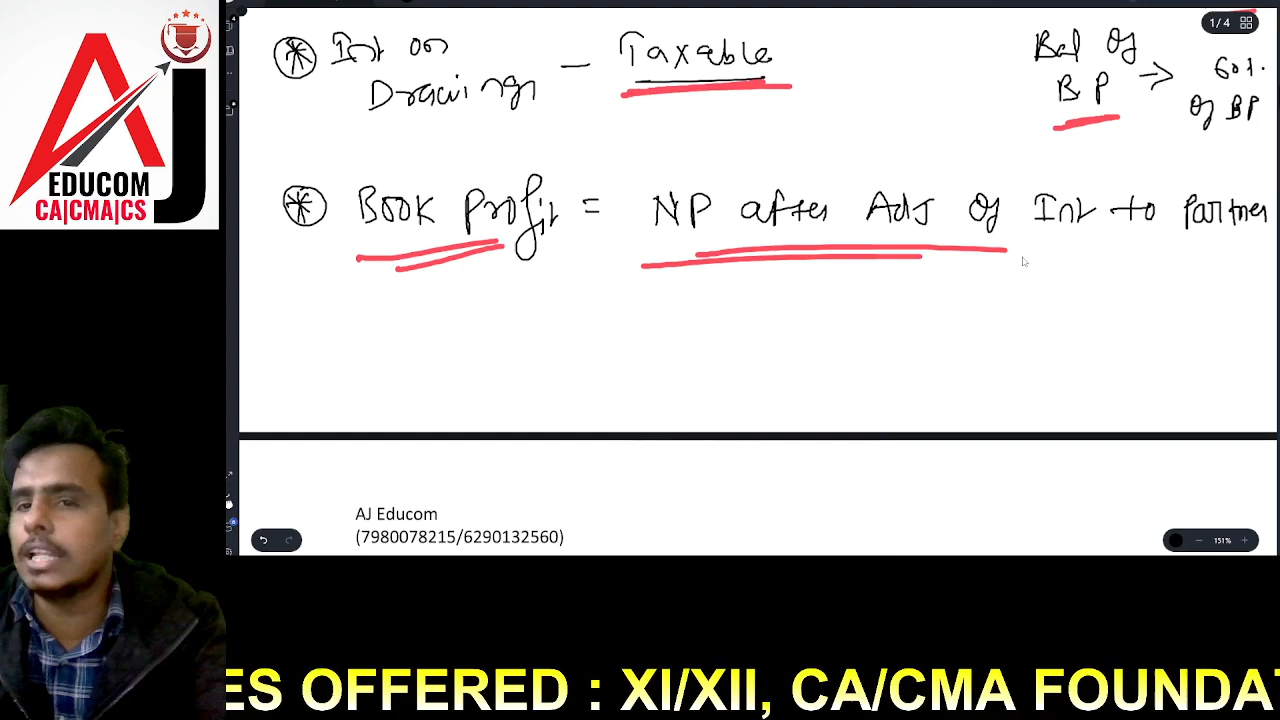 AJ
EDUCOM
CA|CMA|CS
1/4
Int on
Drawings - Taxable
Bal Of
BP → 60%
Of BP
Book Profit = NP after Adj Of Int to Partner
AJ Educom
(7980078215/6290132560)
151%
ES OFFERED : XI/XII, CA/CMA FOUNDAT